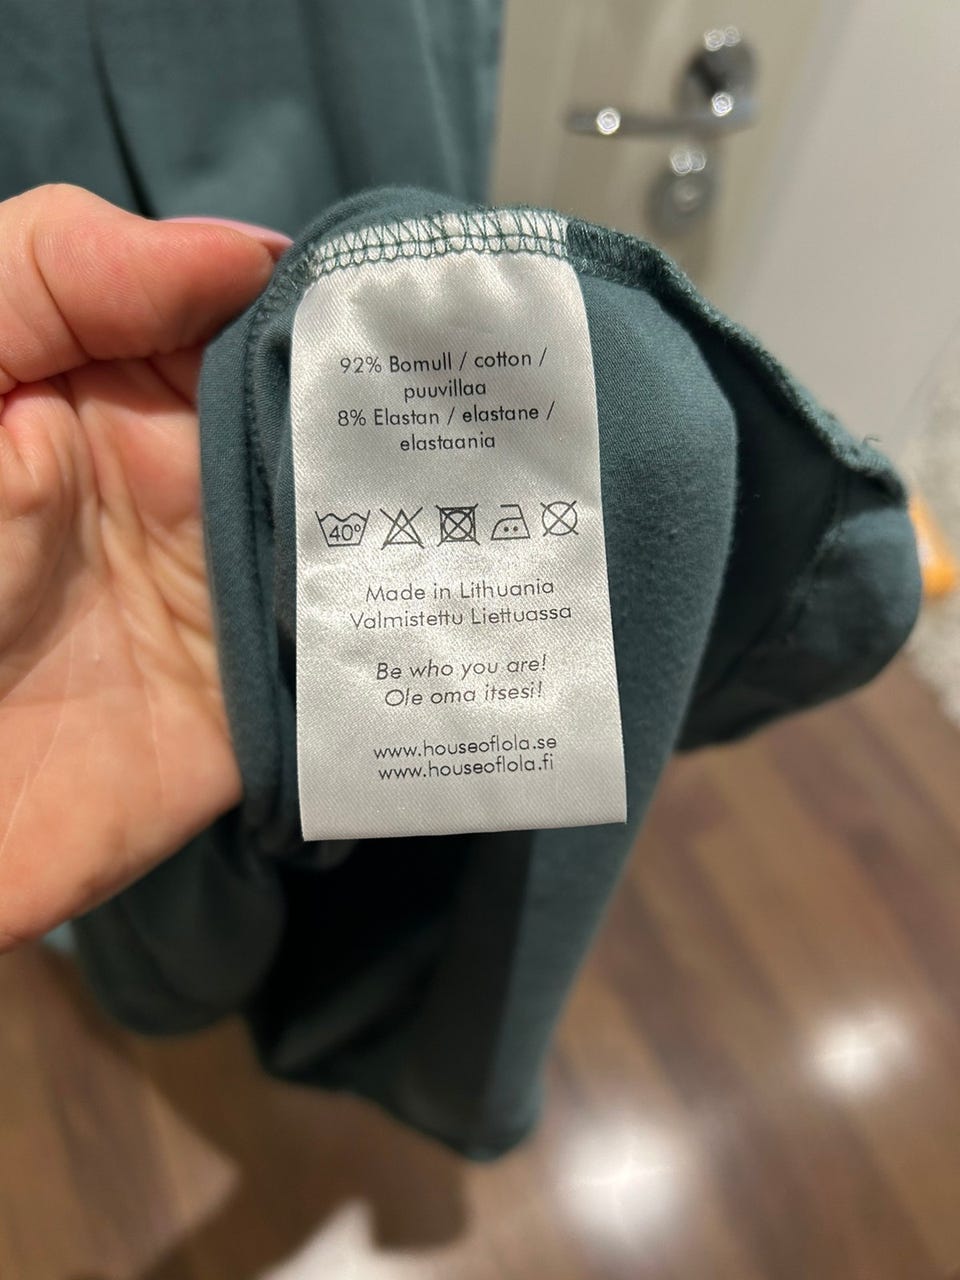 92% Bomull / cotton /
puuvillaa
8% Elastan / elastane /
elastaania
40º
Made in Lithuania
Valmistettu Liettuassa
Be who you are!
Ole oma itsesi!
www.houseoflola.se
www.houseoflola.fi